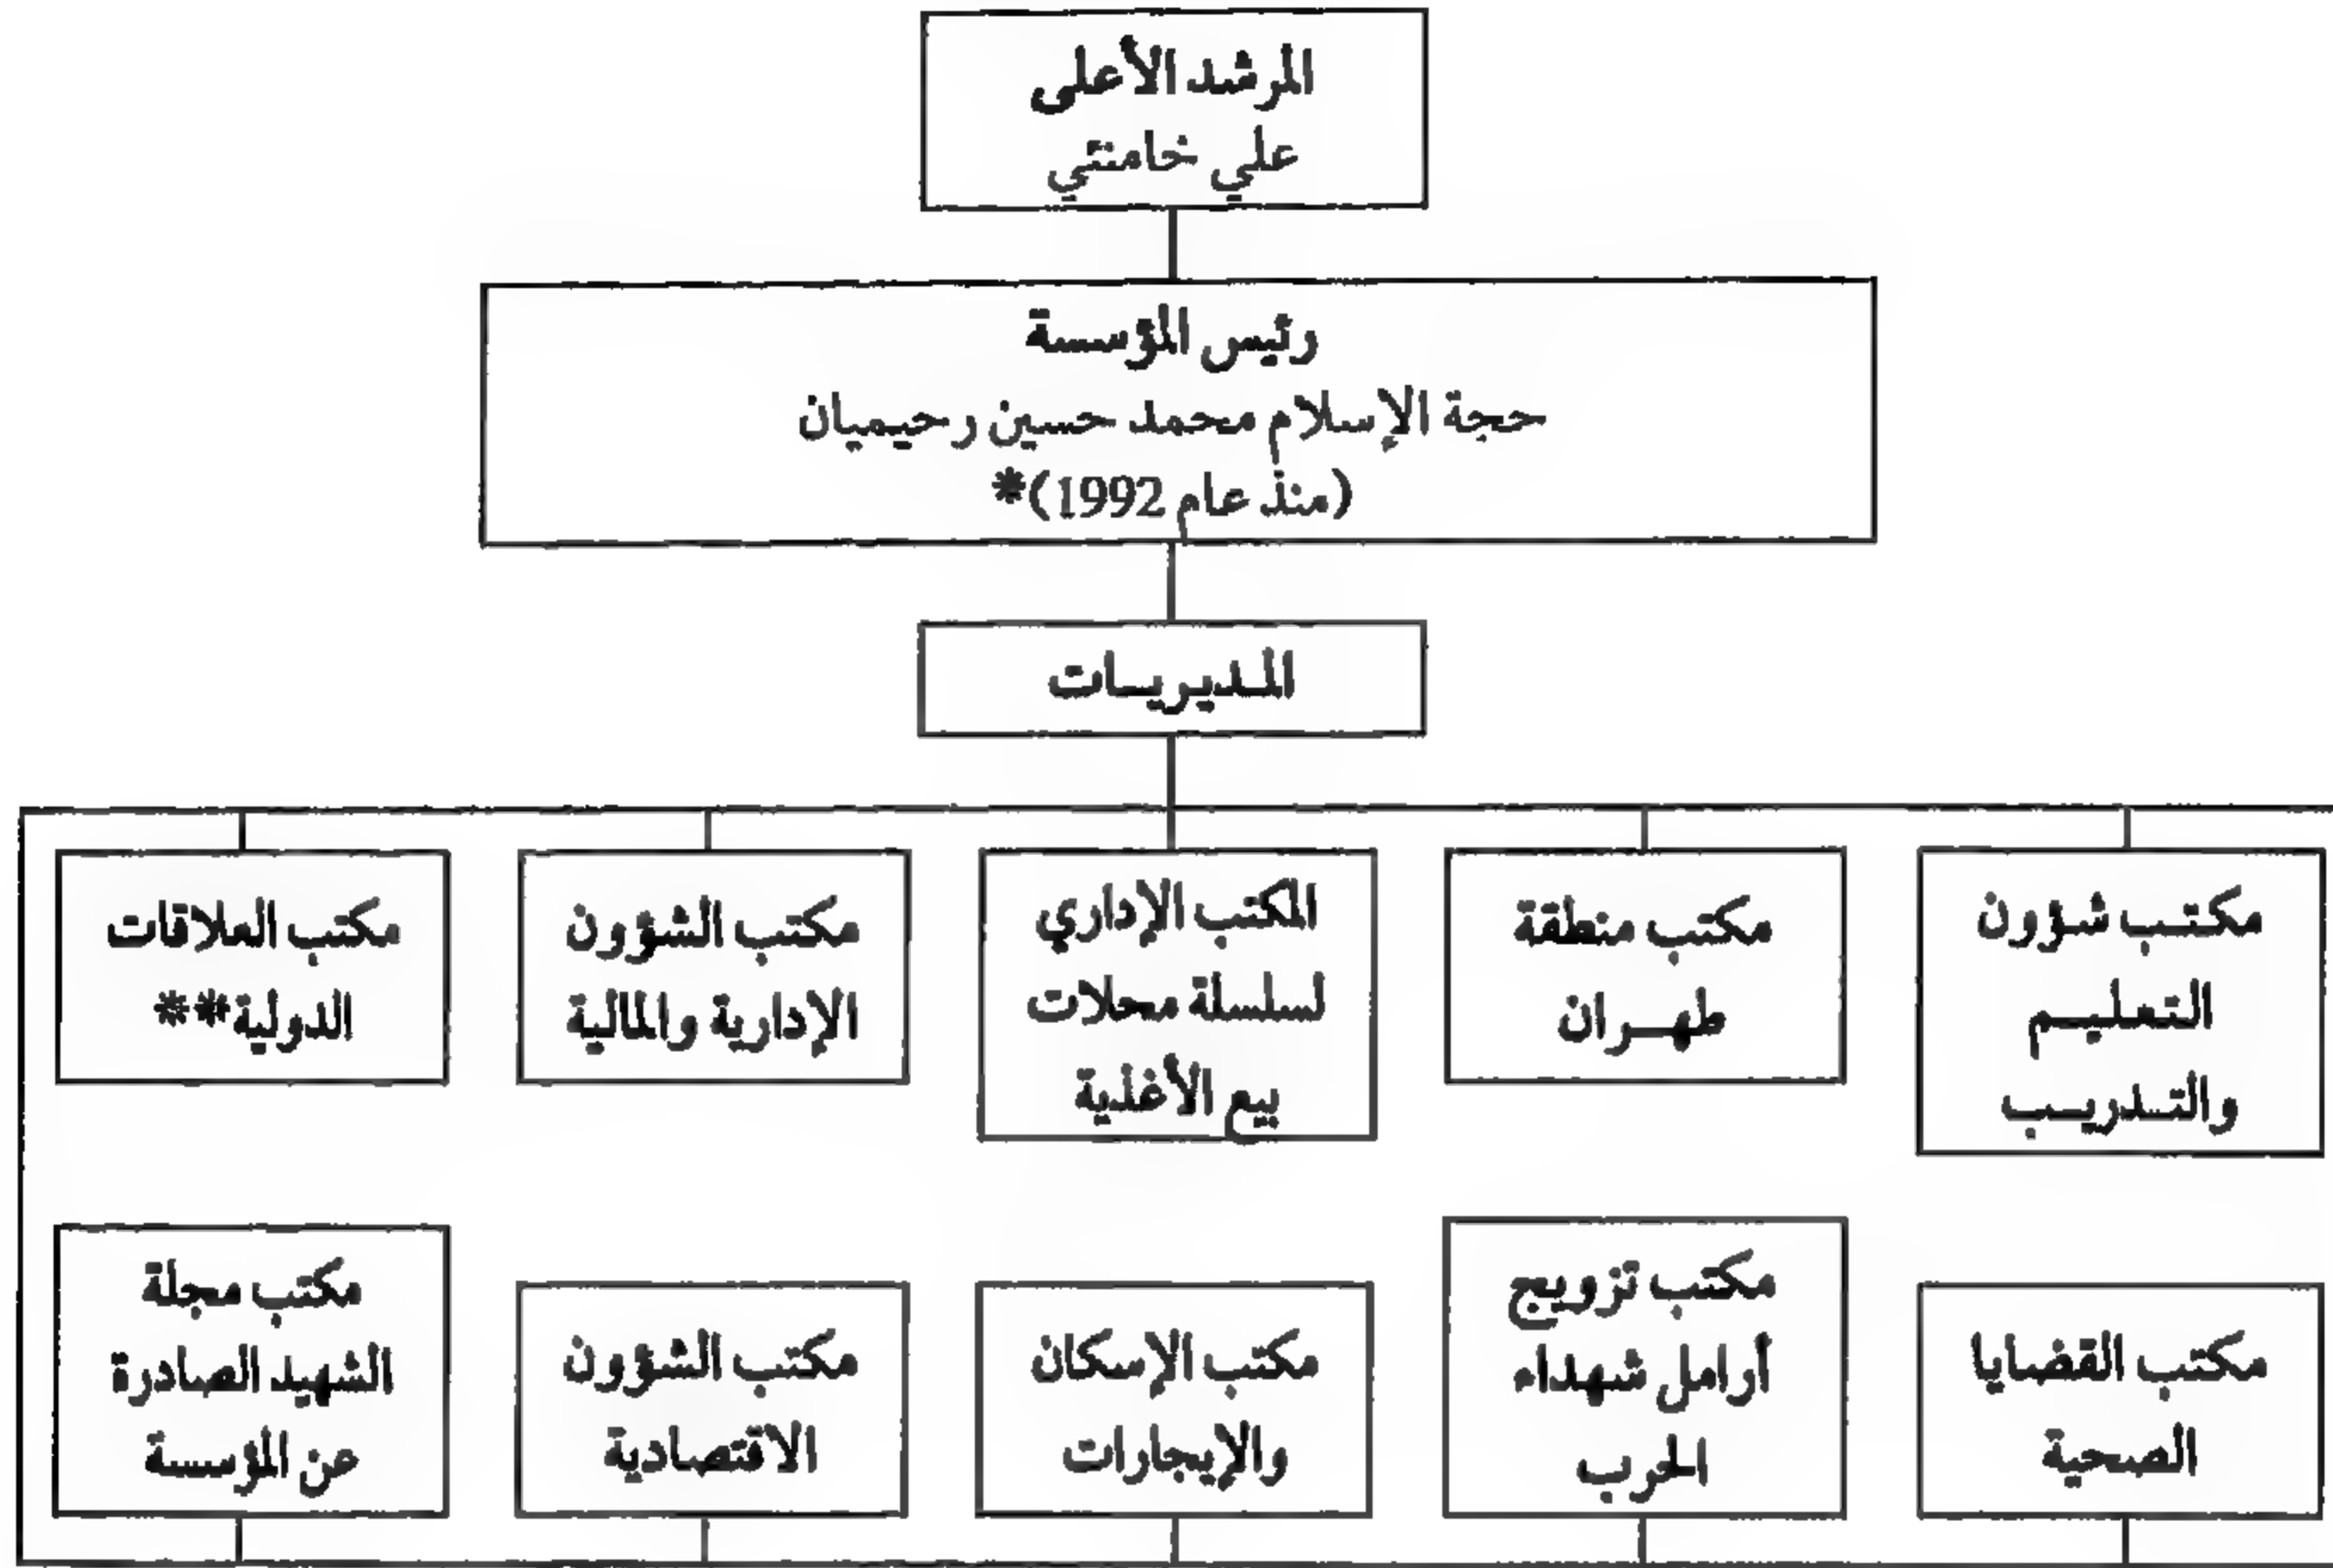 المرشد الأعلى
علي خامنئي
رئيس المؤسسة
حجة الإسلام محمد حسين رحيميان
(منذ عام 1992)*
المديريات
مكتب شؤون
التعليم
والتدريب
مكتب منطقة
طهران
المكتب الإداري
لسلسلة محلات
بيع الأغذية
مكتب الشؤون
الإدارية والمالية
مكتب العلاقات
الدولية**
مكتب القضايا
الصحية
مكتب تزويج
أرامل شهداء
الحرب
مكتب الإسكان
والإيجارات
مكتب الشؤون
الاقتصادية
مكتب مجلة
الشهيد الصادرة
عن المؤسسة